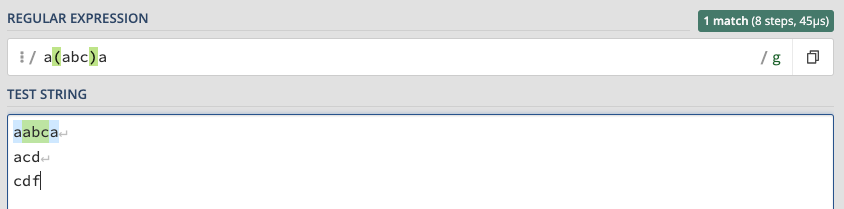 REGULAR EXPRESSION
1 match (8 steps, 45μs)
/ a(abc)a / g
TEST STRING
aabca
acd
cdf